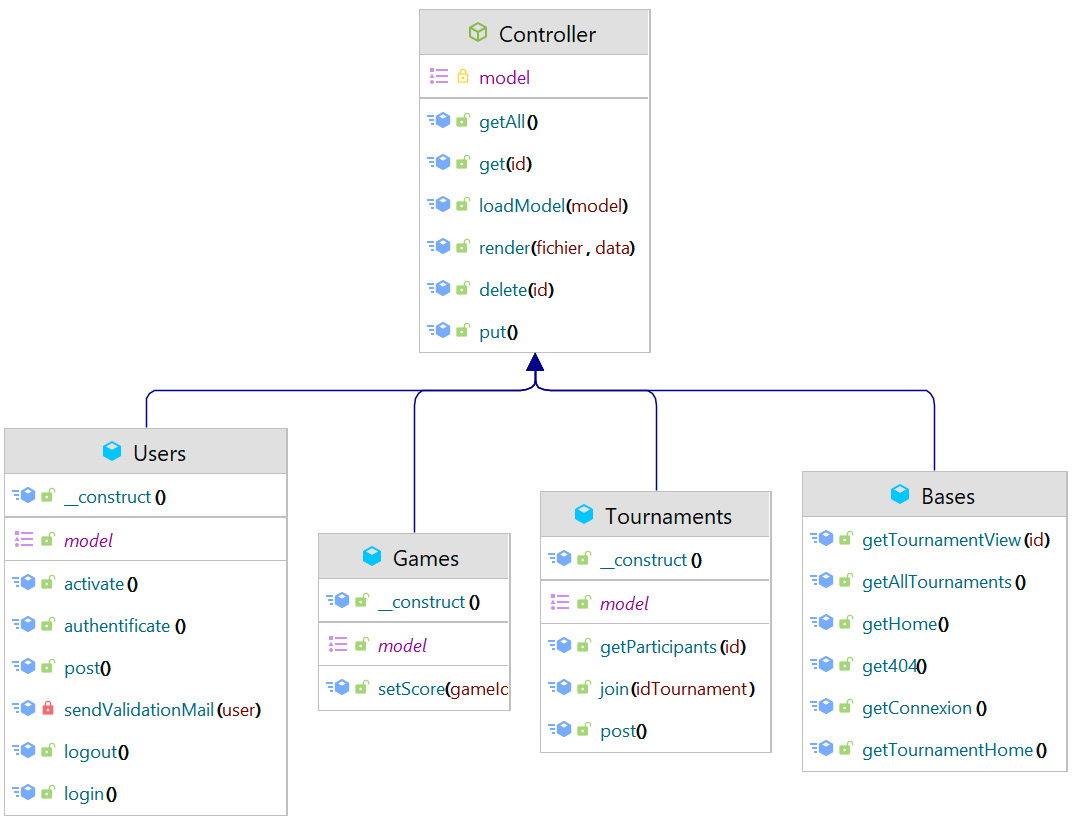 Controller
model
getAll()
get(id)
loadModel(model)
render(fichier, data)
delete(id)
put()
Users
__construct()
model
activate()
authentificate()
post()
sendValidationMail(user)
logout()
login()
Games
__construct()
model
setScore(
Tournaments
__construct()
model
getParticipants(id)
join(idTournament)
post()
Bases
getTournamentView(id)
getAllTournaments()
getHome()
get404()
getConnexion()
getTournamentHome()